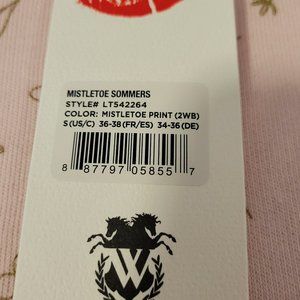 MISTLETOE SOMMERS
STYLE# LT542264
COLOR: MISTLETOE PRINT (2WB)
S(US/C) 36-38(FR/ES) 34-36(DE)
8 87797 05855 7
W